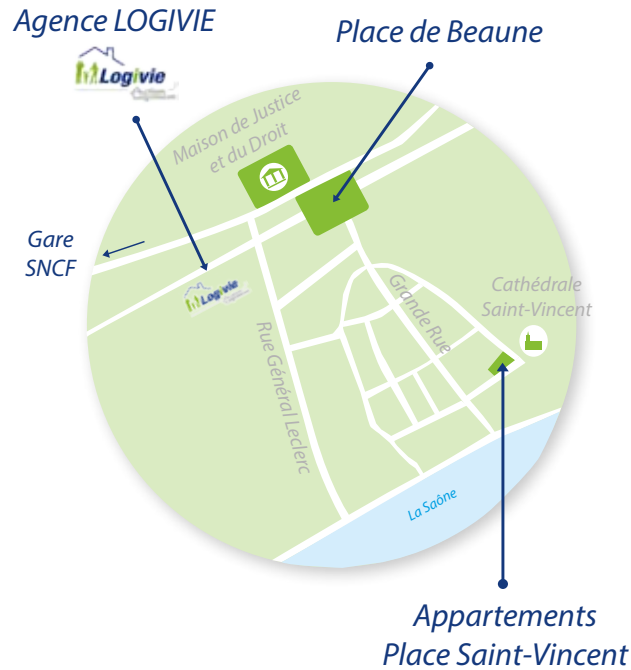 Agence LOGIVIE
Logivie
Place de Beaune
Maison de Justice
et du Droit
Gare
SNCF
Logivie
Grande Rue
Cathédrale
Saint-Vincent
Rue Général Leclerc
La Saône
Appartements
Place Saint-Vincent